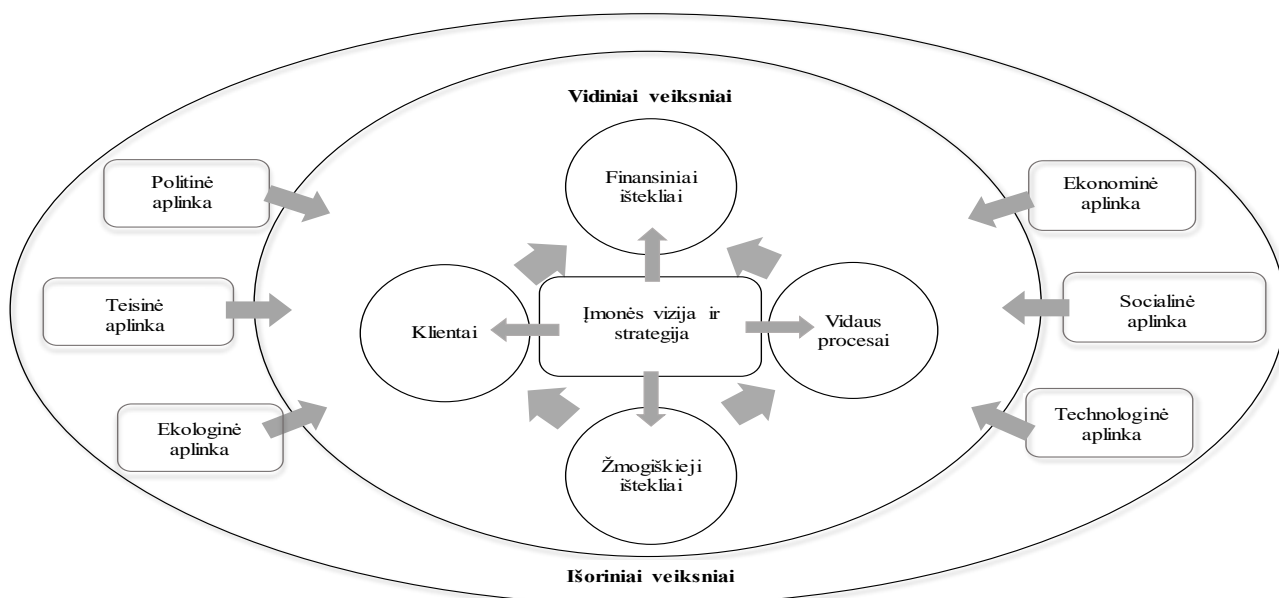 Vidiniai veiksniai
Finansiniai
ištekliai
Politinė
aplinka
Ekonominė
aplinka
Teisinė
aplinka
Klientai
Įmonės vizija ir
strategija
Vidaus
procesai
Socialinė
aplinka
Ekologinė
aplinka
Žmogiškieji
ištekliai
Technologinė
aplinka
Išoriniai veiksniai